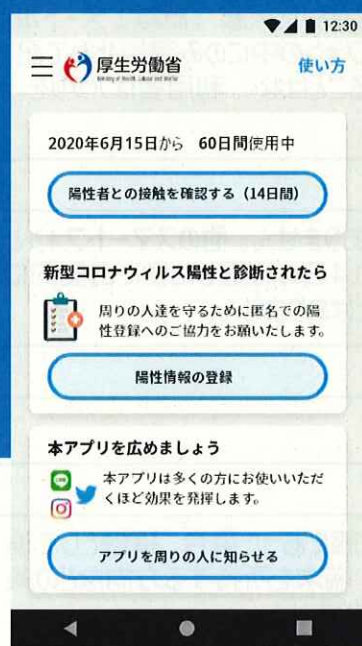 12:30
厚生労働省
使い方
2020年6月15日から 60日間使用中
陽性者との接触を確認する（14日間）
新型コロナウィルス陽性と診断されたら
周りの人達を守るために匿名での陽
性登録へのご協力をお願いたします。
陽性情報の登録
本アプリを広めましょう
LINE
本アプリは多くの方にお使いいただ
くほど効果を発揮します。
アプリを周りの人に知らせる